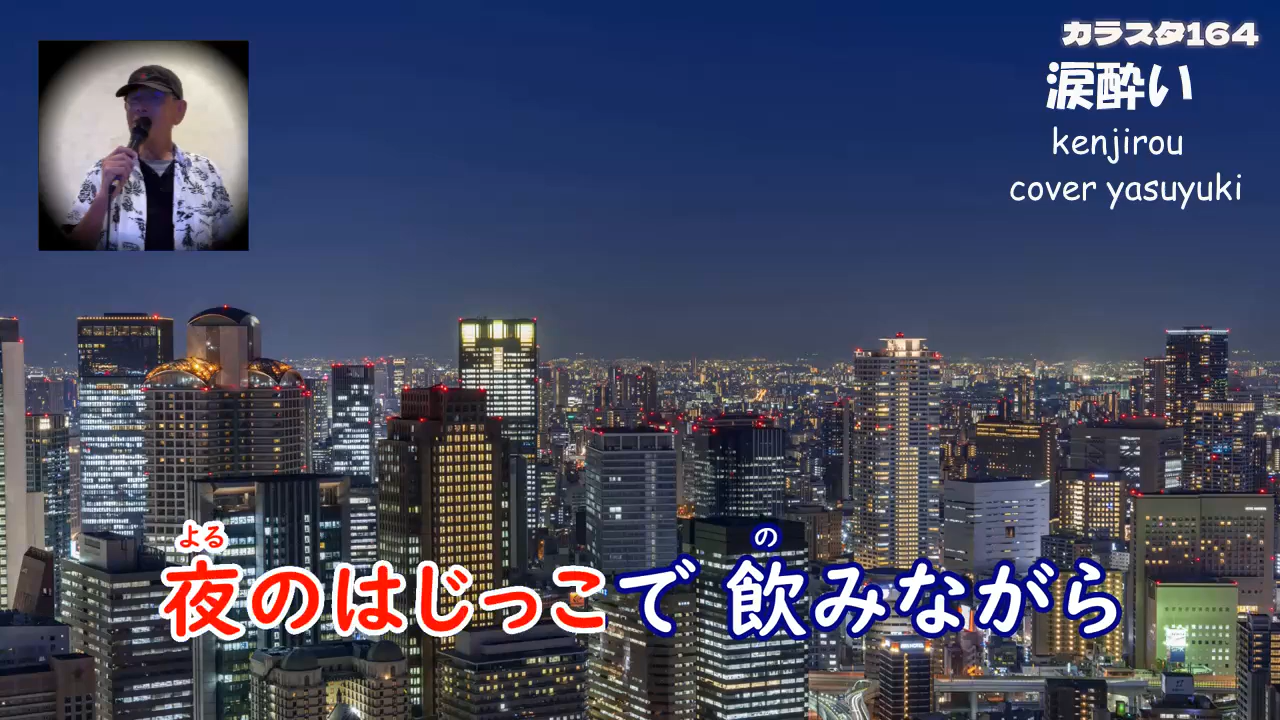 カラスタ164
涙酔い
kenjirou
cover yasuyuki
よる の
夜のはじっこで 飲みながら